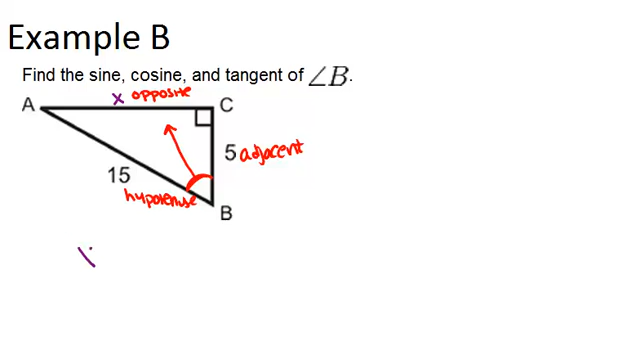 Example B
Find the sine, cosine, and tangent of ∠B.
A x opposite C
5 adjacent
15
hypotenuse
B